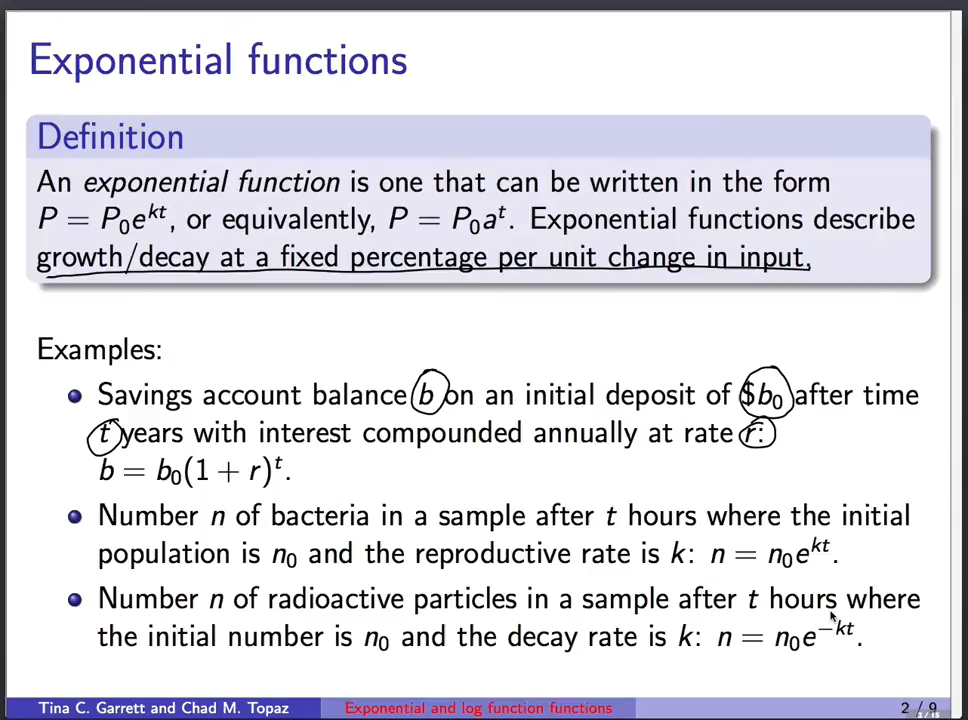 Exponential functions
Definition
An exponential function is one that can be written in the form
P = P₀eᵏᵗ, or equivalently, P = P₀aᵗ. Exponential functions describe
growth/decay at a fixed percentage per unit change in input.
Examples:
Savings account balance b on an initial deposit of $b₀ after time
t years with interest compounded annually at rate r:
b = b₀(1 + r)ᵗ.
Number n of bacteria in a sample after t hours where the initial
population is n₀ and the reproductive rate is k: n = n₀eᵏᵗ.
Number n of radioactive particles in a sample after t hours where
the initial number is n₀ and the decay rate is k: n = n₀e⁻ᵏᵗ.
Tina C. Garrett and Chad M. Topaz Exponential and log function functions 2 / 9